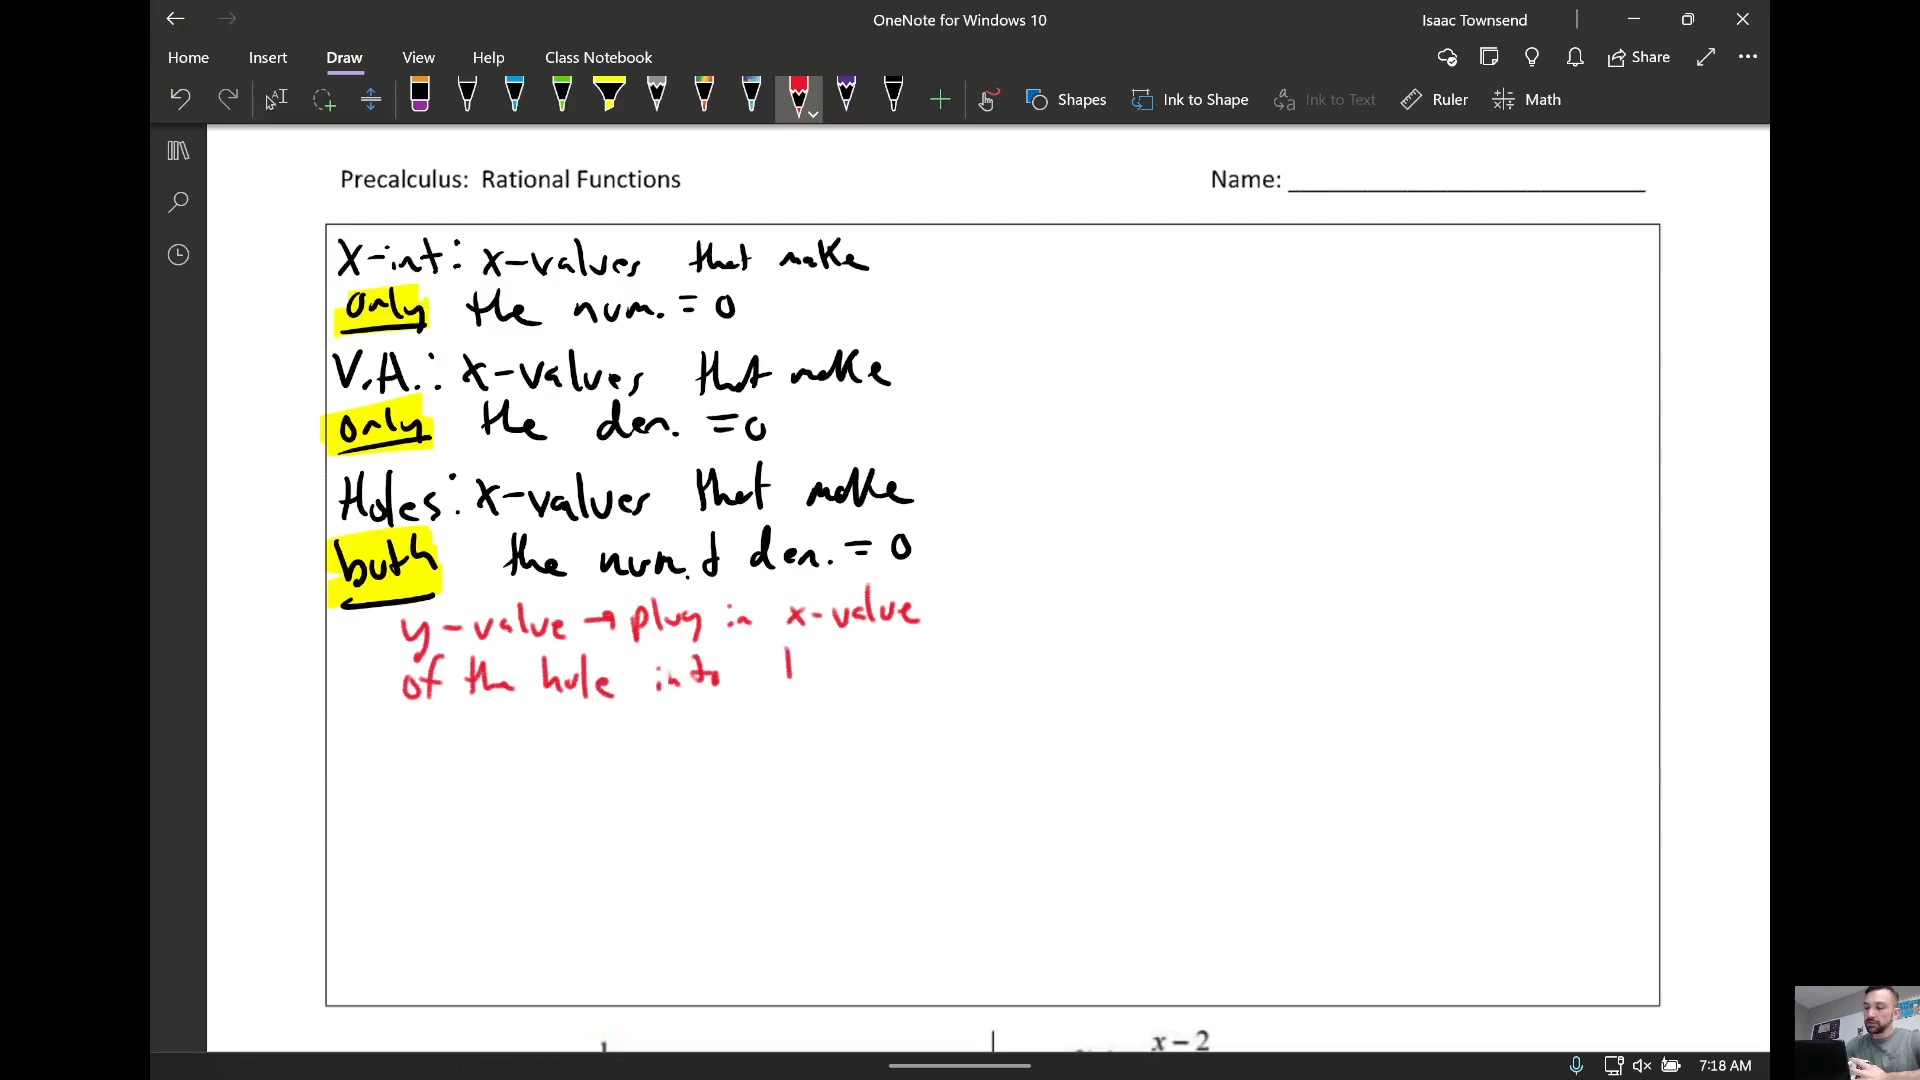 OneNote for Windows 10
Isaac Townsend
Home Insert Draw View Help Class Notebook
Share
Shapes Ink to Shape Ink to Text Ruler Math
Precalculus: Rational Functions
Name:
X-int: x-values that make
only the num. = 0
V.A.: x-values that make
only the den. = 0
Holes: x-values that make
both the num. & den. = 0
y-value → plug in x-value
of the hole into
x – 2
7:18 AM